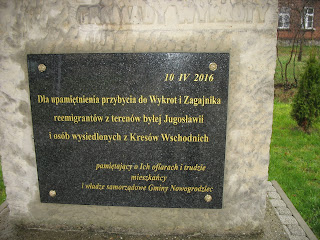 10 IV 2016
Dla upamiętnienia przybycia do Wykrot i Zagajnika
reemigrantów z terenów byłej Jugosławii
i osób wysiedlonych z Kresów Wschodnich
pamiętający o Ich ofiarach i trudzie
mieszkańcy
i władze samorządowe Gminy Nowogrodziec